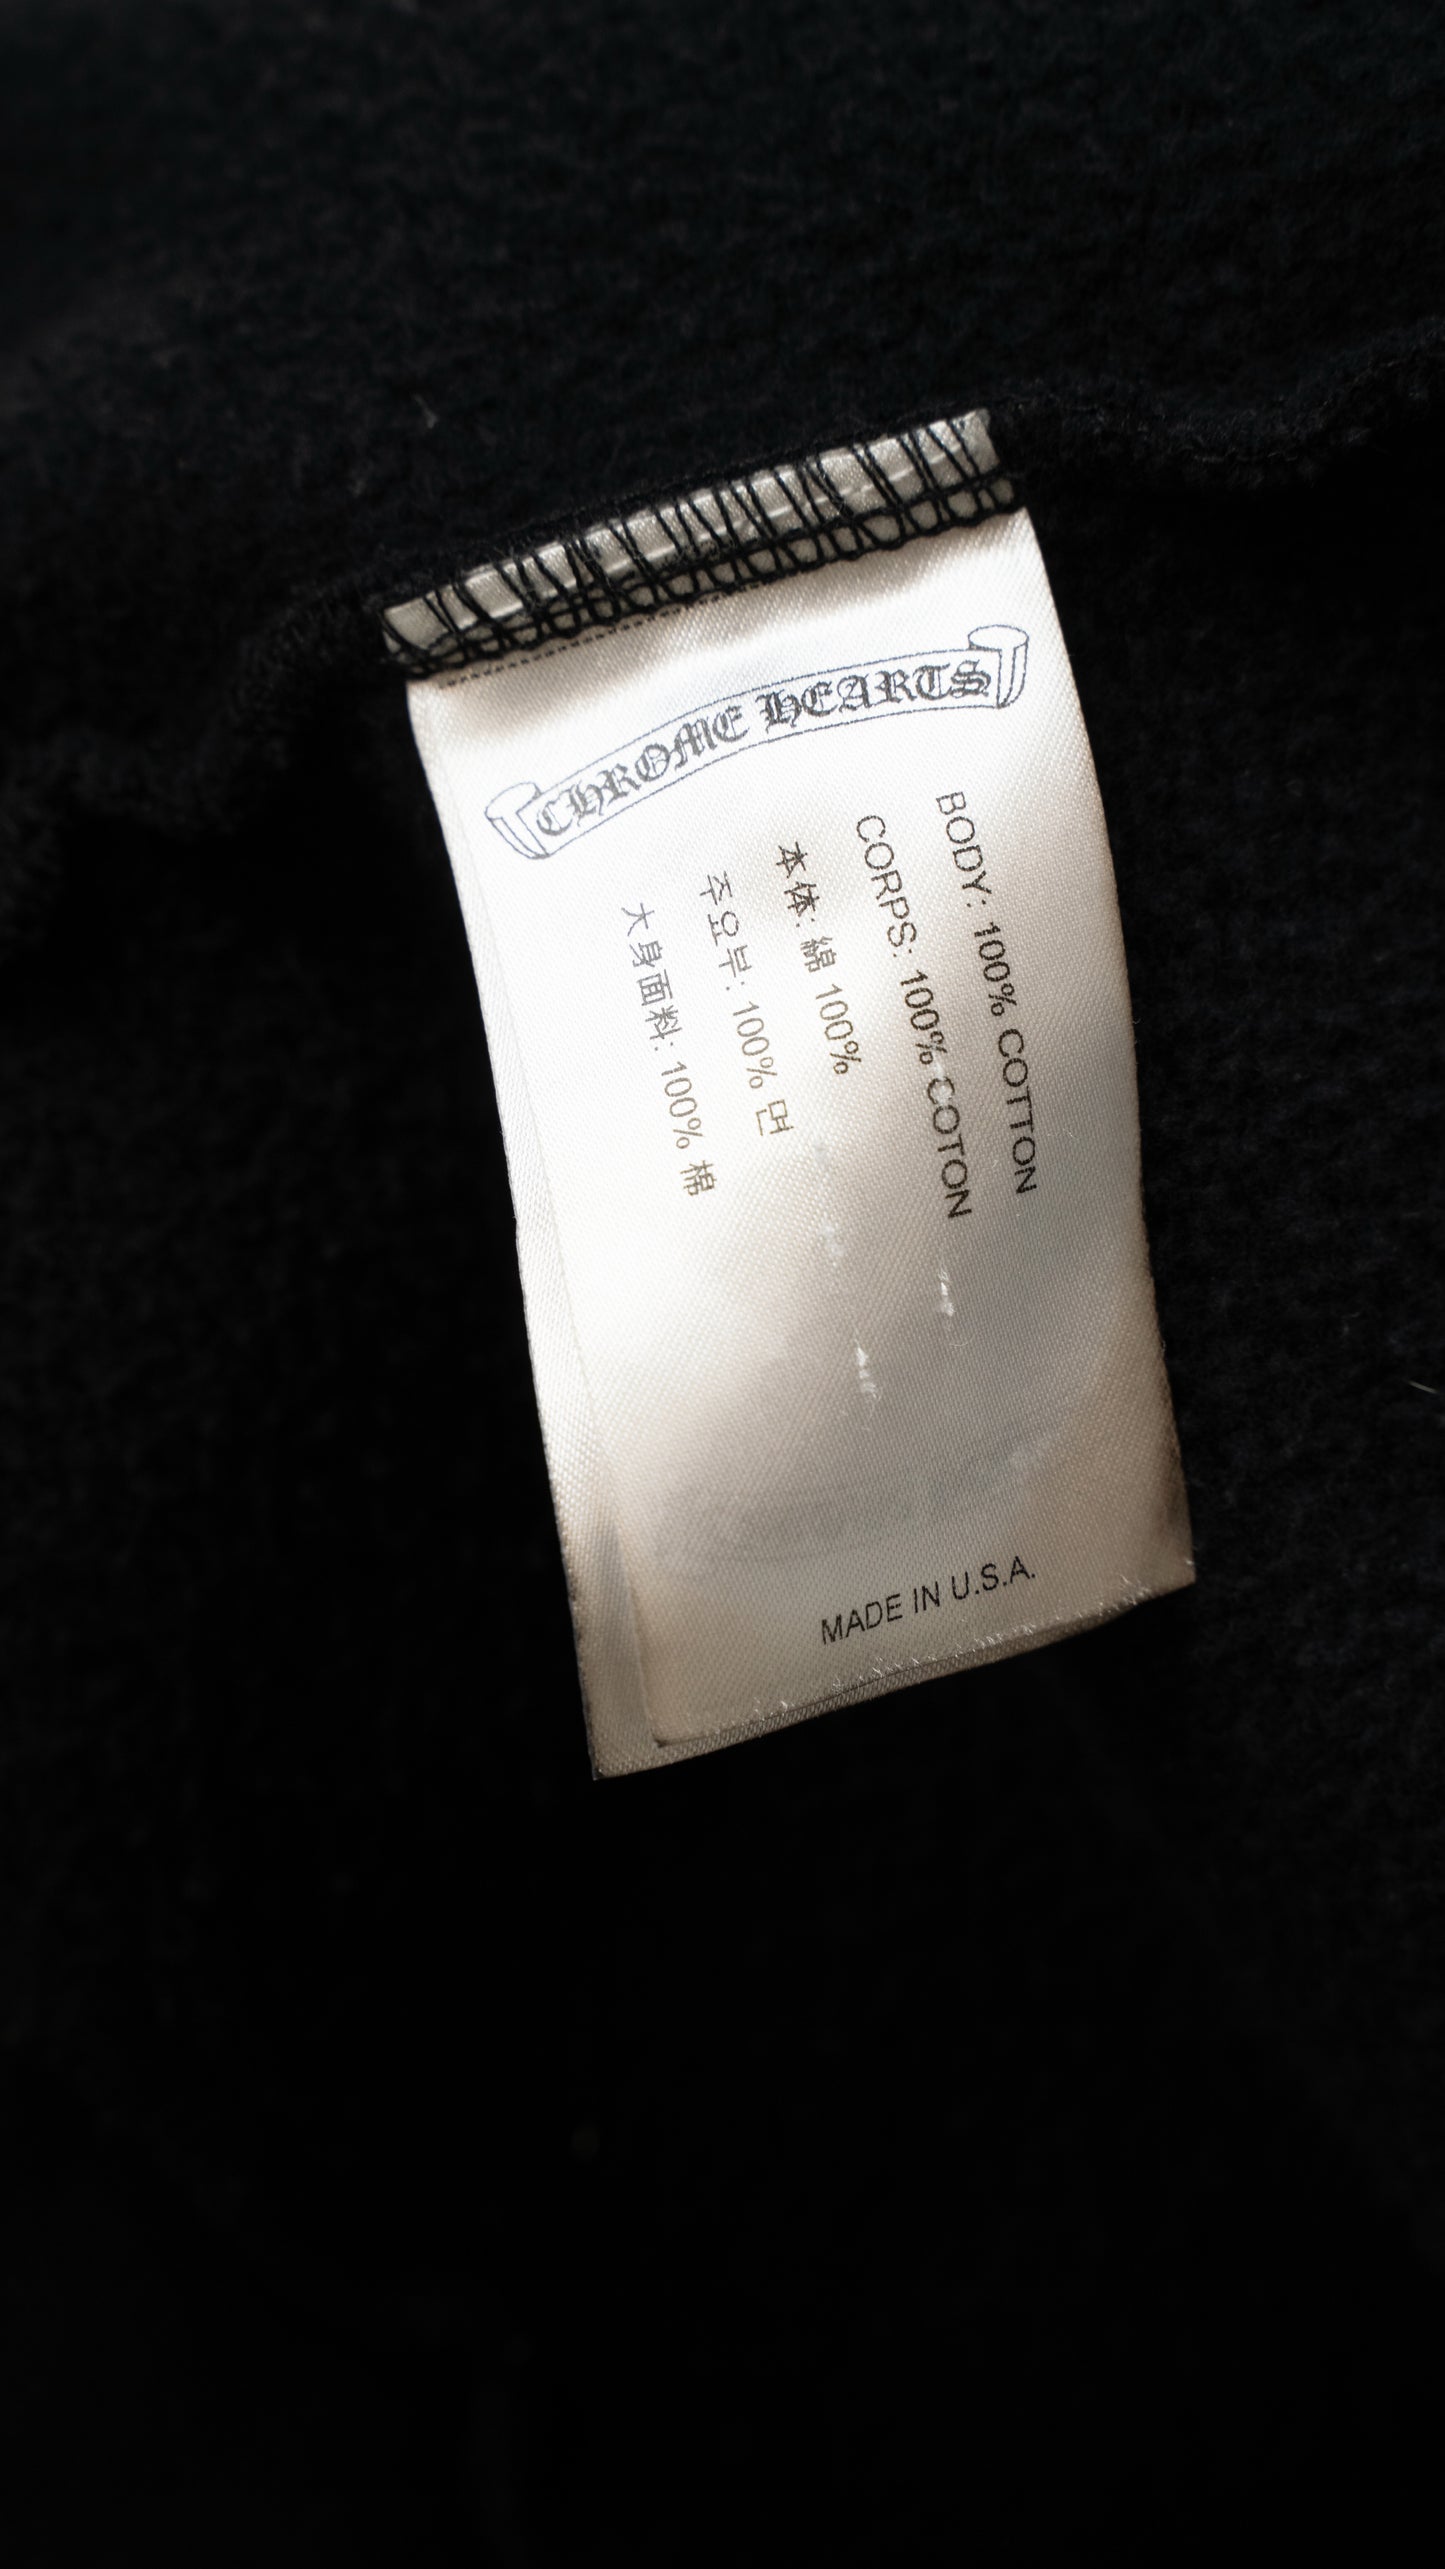 CHROME HEARTS
BODY: 100% COTTON
CORPS: 100% COTON
本体: 綿 100%
주요부: 100% 면
大身面料: 100% 棉
MADE IN U.S.A.